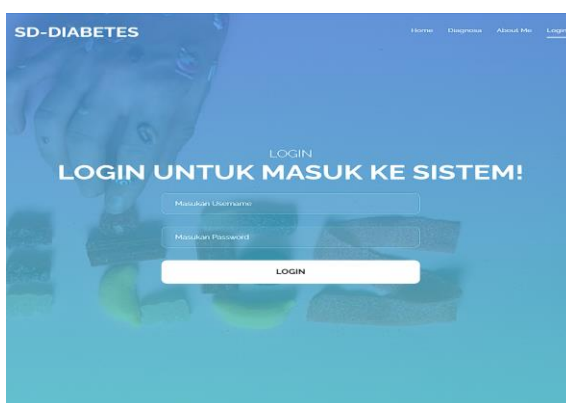 SD-DIABETES
Home Diagnosa About Me Login
LOGIN
LOGIN UNTUK MASUK KE SISTEM!
Masukan Username
Masukan Password
LOGIN